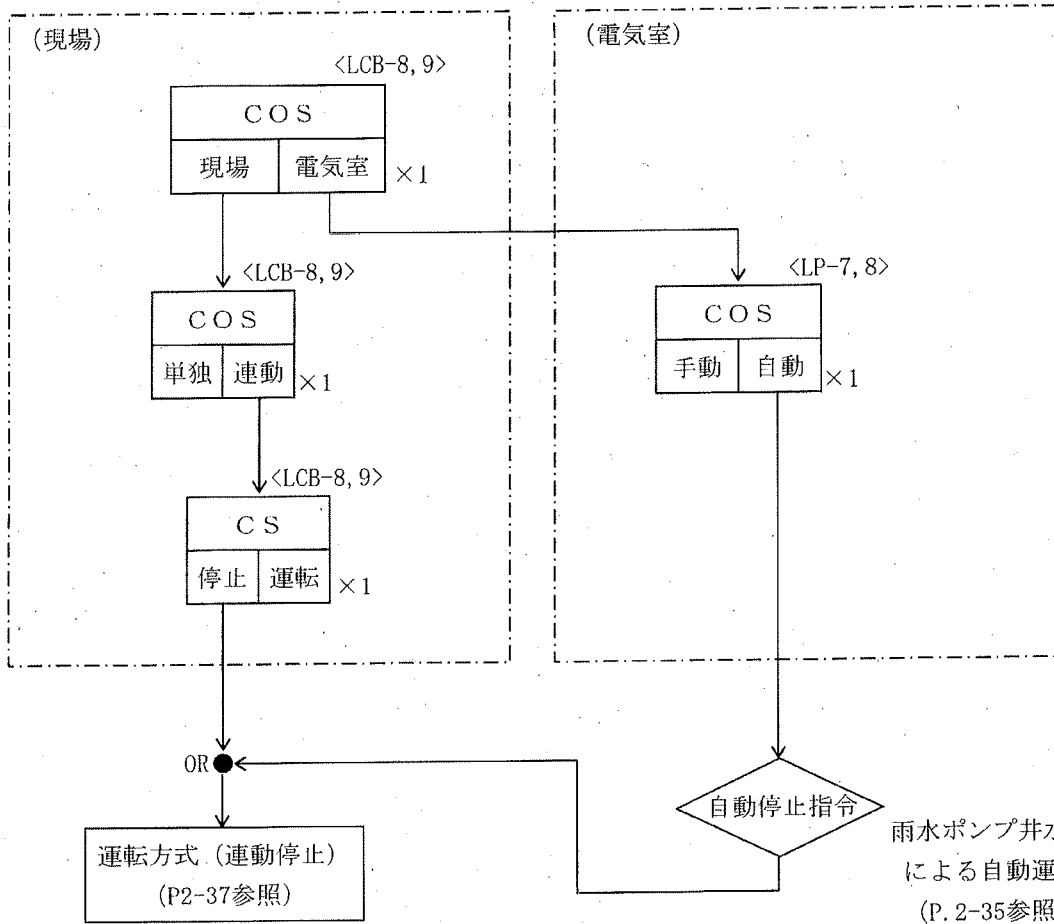 (現場)
(電気室)
<LCB-8,9>
COS
現場
電気室
×1
<LCB-8,9>
COS
単独
連動
×1
<LP-7,8>
COS
手動
自動
×1
<LCB-8,9>
CS
停止
運転
×1
OR
自動停止指令
運転方式 (連動停止)
(P2-37参照)
雨水ポンプ井
による自動運
(P.2-35参照